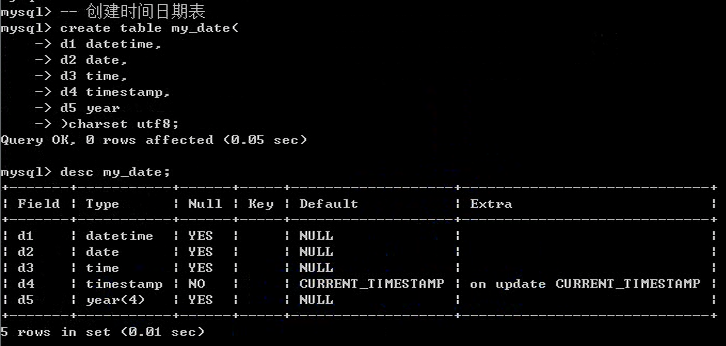 mysql> -- 创建时间日期表
mysql> create table my_date(
    -> d1 datetime,
    -> d2 date,
    -> d3 time,
    -> d4 timestamp,
    -> d5 year
    -> )charset utf8;
Query OK, 0 rows affected (0.05 sec)

mysql> desc my_date;
+-------+-----------+------+-----+-------------------+-----------------------------+
| Field | Type      | Null | Key | Default           | Extra                       |
+-------+-----------+------+-----+-------------------+-----------------------------+
| d1    | datetime  | YES  |     | NULL              |                             |
| d2    | date      | YES  |     | NULL              |                             |
| d3    | time      | YES  |     | NULL              |                             |
| d4    | timestamp | NO   |     | CURRENT_TIMESTAMP | on update CURRENT_TIMESTAMP |
| d5    | year(4)   | YES  |     | NULL              |                             |
+-------+-----------+------+-----+-------------------+-----------------------------+
5 rows in set (0.01 sec)